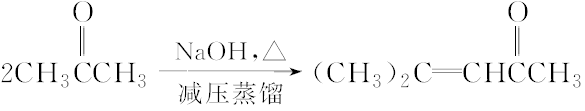 O
O
2CH3CCH3 NaOH,△ (CH3)2C=CHCCH3
减压蒸馏